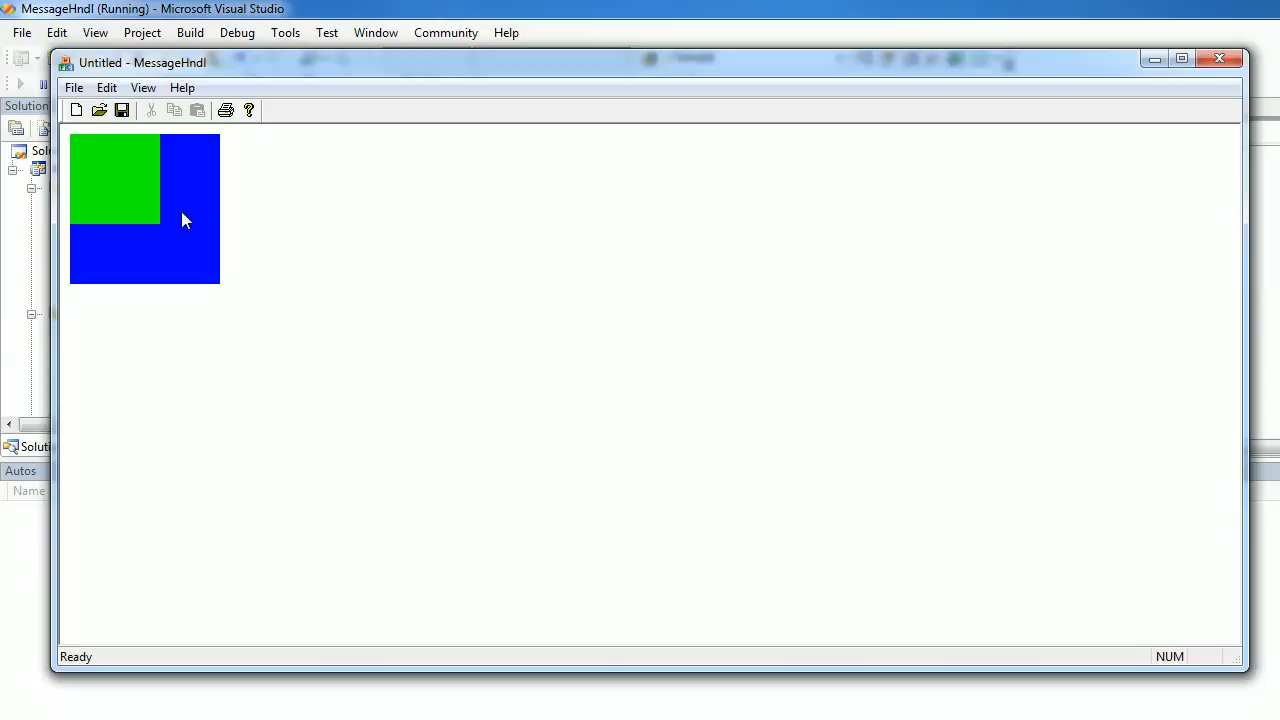 MessageHndl (Running) - Microsoft Visual Studio
File Edit View Project Build Debug Tools Test Window Community Help
Untitled - MessageHndl
File Edit View Help
Solution
Solu
Soluti
Autos
Name
Ready
NUM